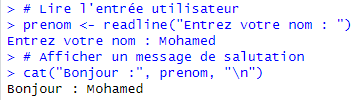 > # Lire l'entrée utilisateur
> prenom <- readline("Entrez votre nom : ")
Entrez votre nom : Mohamed
> # Afficher un message de salutation
> cat("Bonjour :", prenom, "\n")
Bonjour : Mohamed